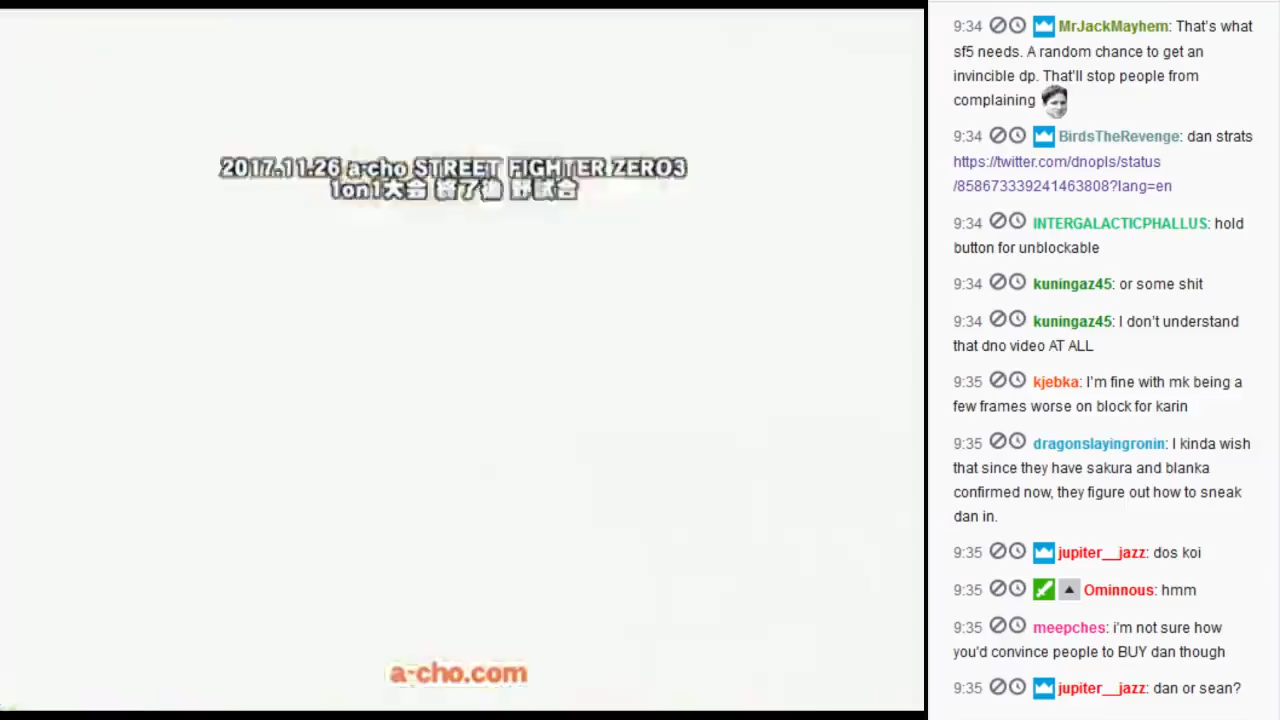 2017.11.26 a-cho STREET FIGHTER ZERO3
1on1大会 終了後 野試合
a-cho.com
9:34 MrJackMayhem: That's what
sf5 needs. A random chance to get an
invincible dp. That'll stop people from
complaining
9:34 BirdsTheRevenge: dan strats
https://twitter.com/dnopls/status
/858673339241463808?lang=en
9:34 INTERGALACTICPHALLUS: hold
button for unblockable
9:34 kuningaz45: or some shit
9:34 kuningaz45: I don't understand
that dno video AT ALL
9:35 kjebka: I'm fine with mk being a
few frames worse on block for karin
9:35 dragonslayingronin: I kinda wish
that since they have sakura and blanka
confirmed now, they figure out how to sneak
dan in.
9:35 jupiter__jazz: dos koi
9:35 Ominnous: hmm
9:35 meepches: i'm not sure how
you'd convince people to BUY dan though
9:35 jupiter__jazz: dan or sean?